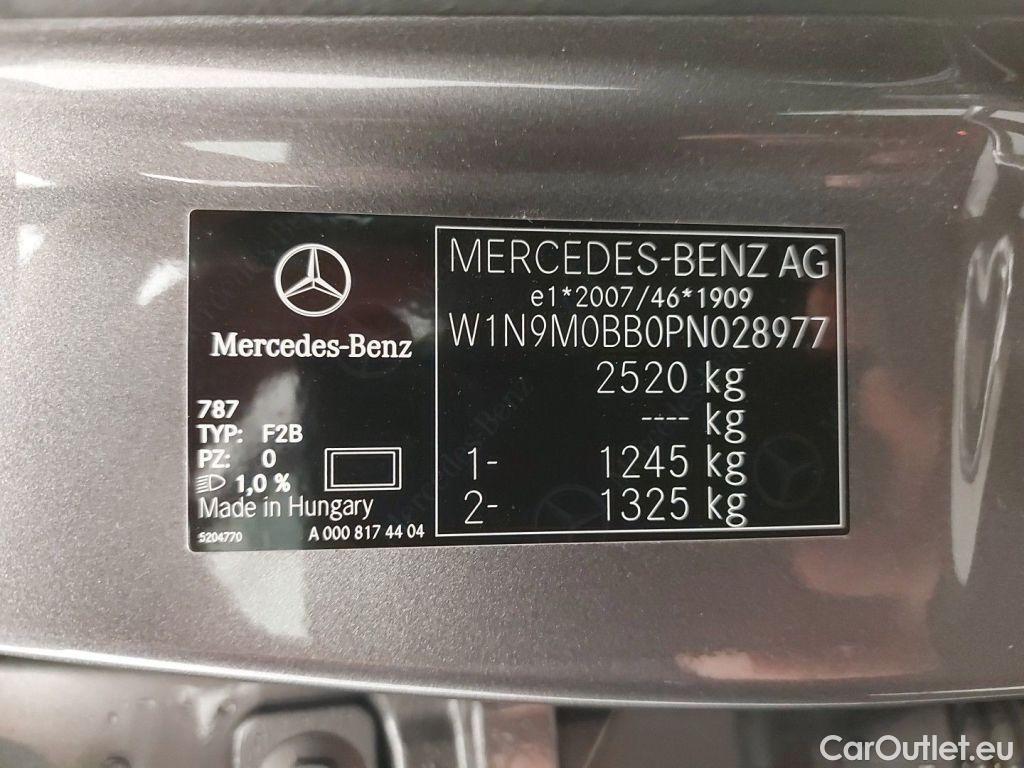 Mercedes-Benz
787
TYP: F2B
PZ: 0
1,0 %
Made in Hungary
5204770 A 000 817 44 04
MERCEDES-BENZ AG
e1*2007/46*1909
W1N9M0BB0PN028977
2520 kg
---- kg
1- 1245 kg
2- 1325 kg
CarOutlet.eu